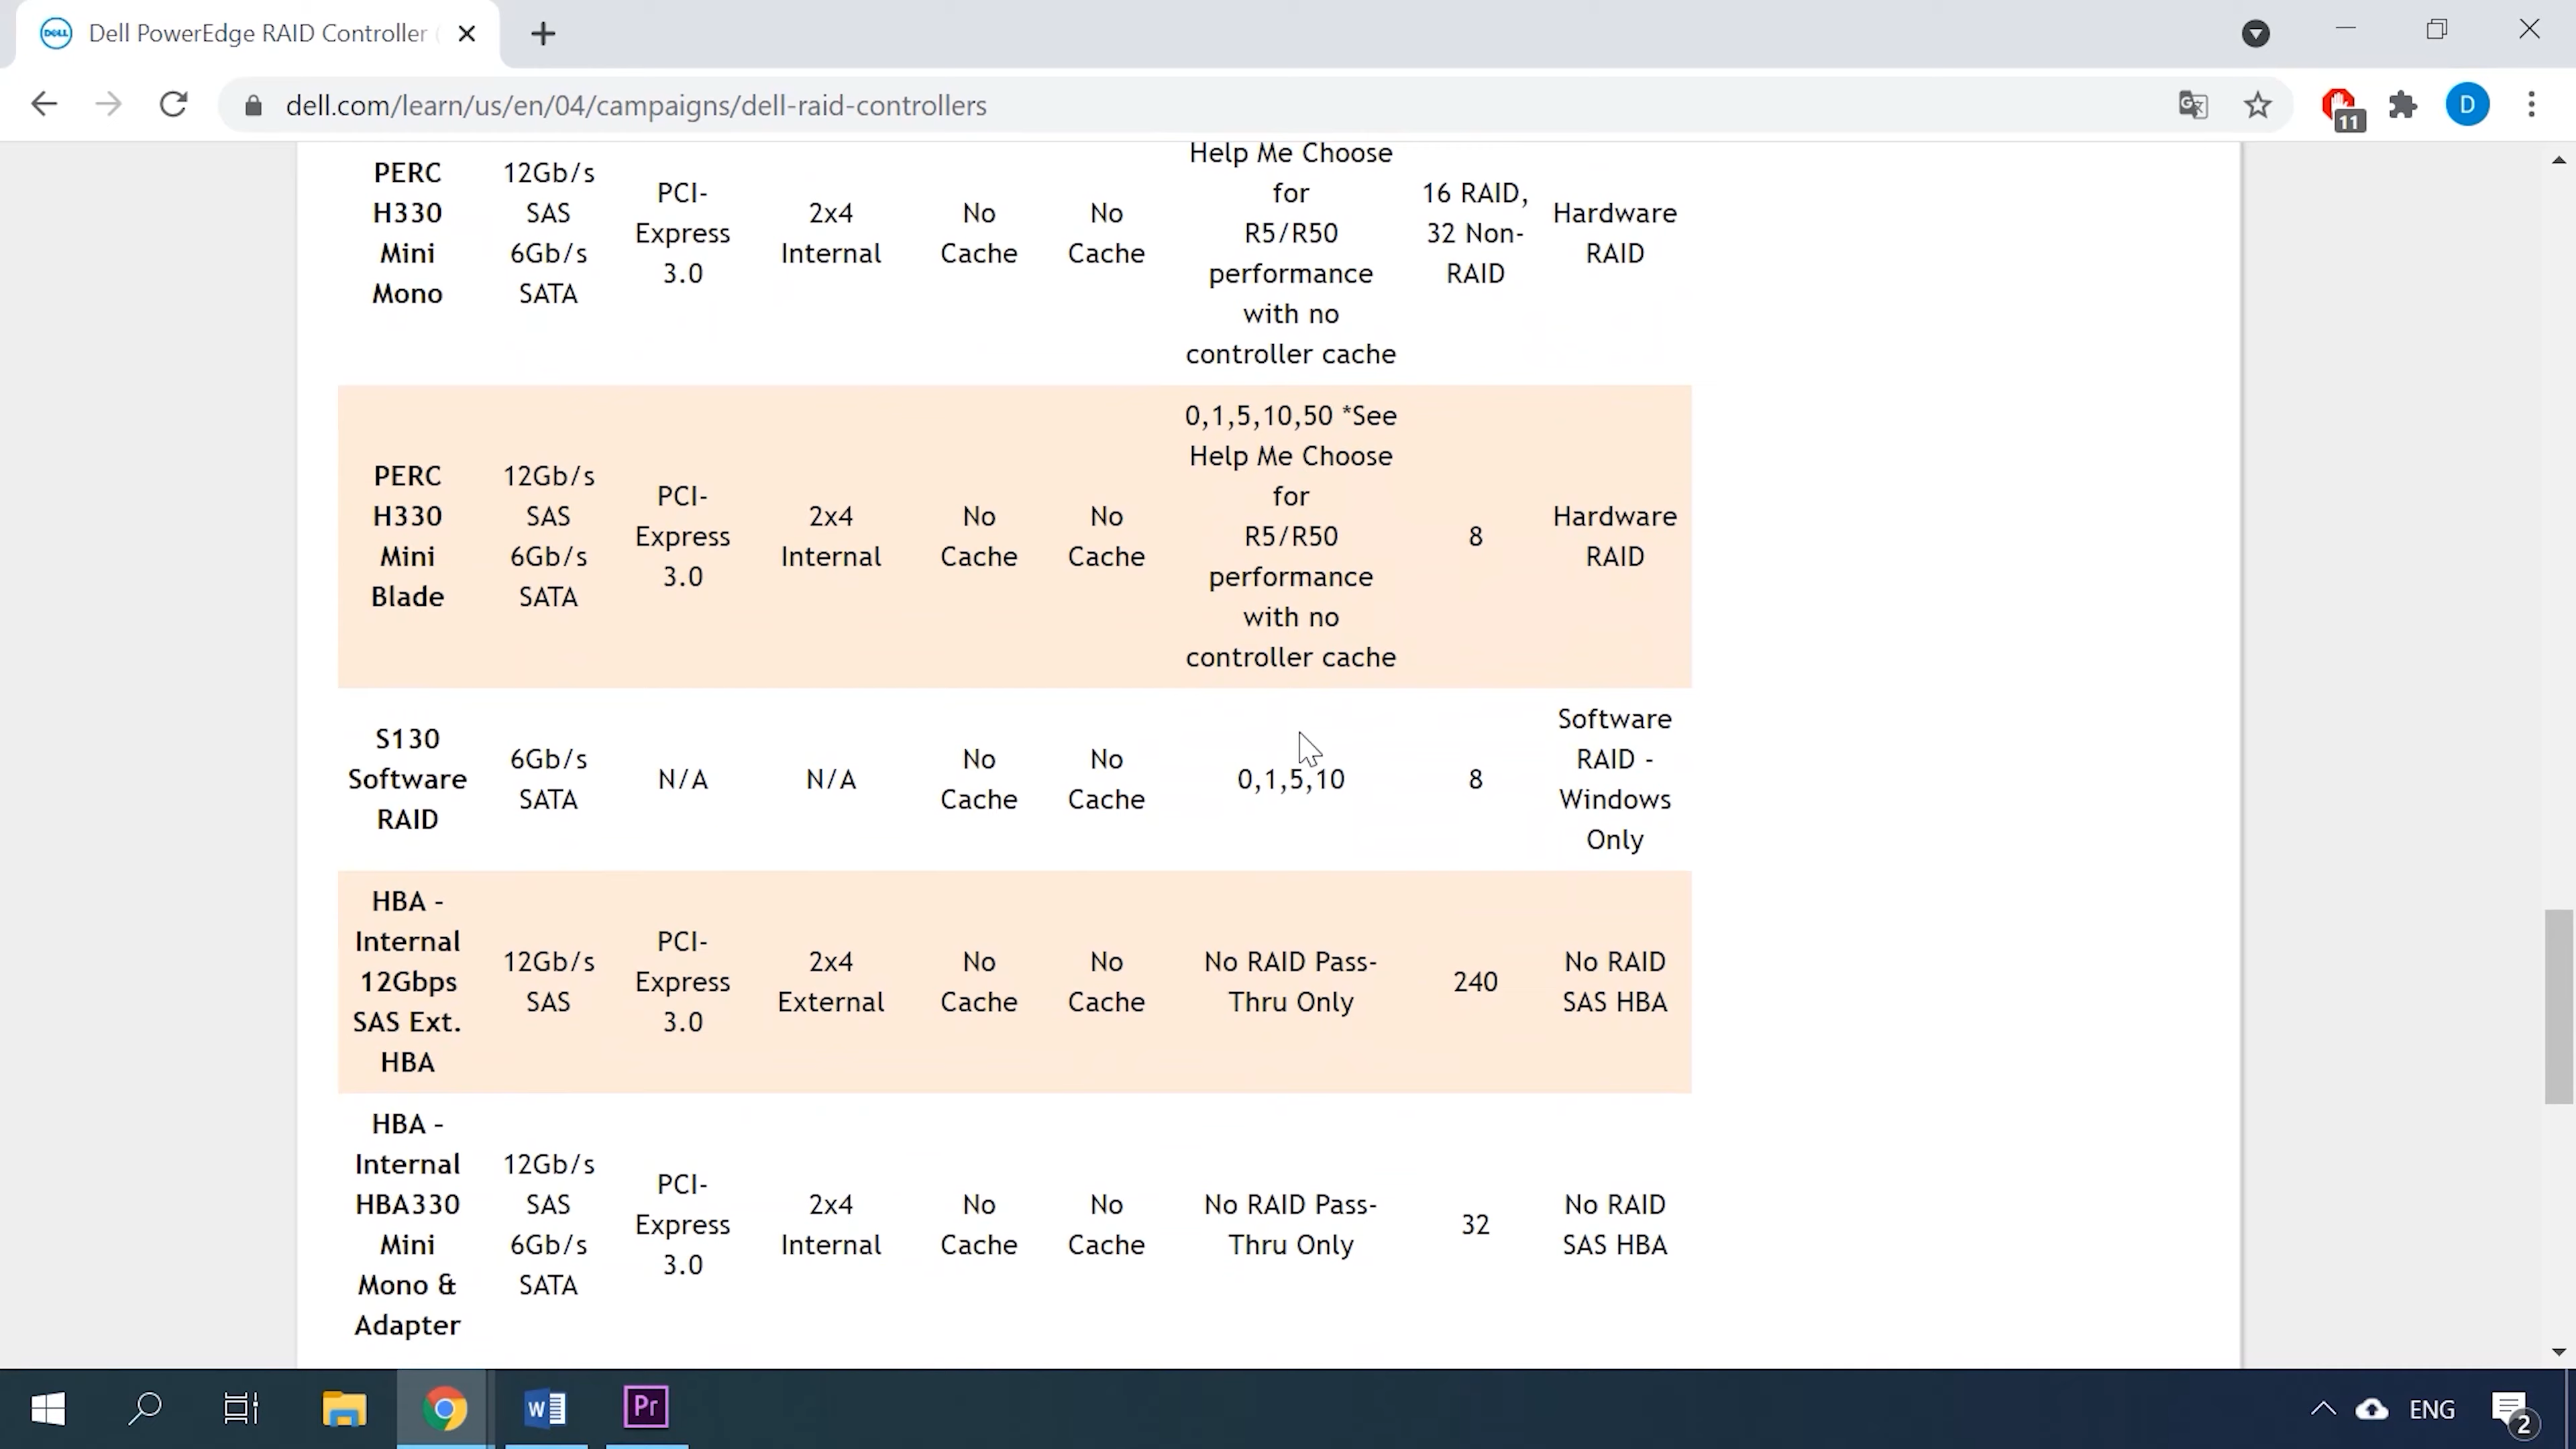 Dell PowerEdge RAID Controller (
dell.com/learn/us/en/04/campaigns/dell-raid-controllers
11
D
PERC
H330
Mini
Mono
12Gb/s
SAS
6Gb/s
SATA
PCI-
Express
3.0
2x4
Internal
No
Cache
No
Cache
Help Me Choose
for
R5/R50
performance
with no
controller cache
16 RAID,
32 Non-
RAID
Hardware
RAID
PERC
H330
Mini
Blade
12Gb/s
SAS
6Gb/s
SATA
PCI-
Express
3.0
2x4
Internal
No
Cache
No
Cache
0,1,5,10,50 *See
Help Me Choose
for
R5/R50
performance
with no
controller cache
8
Hardware
RAID
S130
Software
RAID
6Gb/s
SATA
N/A
N/A
No
Cache
No
Cache
0,1,5,10
8
Software
RAID -
Windows
Only
HBA -
Internal
12Gbps
SAS Ext.
HBA
12Gb/s
SAS
PCI-
Express
3.0
2x4
External
No
Cache
No
Cache
No RAID Pass-
Thru Only
240
No RAID
SAS HBA
HBA -
Internal
HBA330
Mini
Mono &
Adapter
12Gb/s
SAS
6Gb/s
SATA
PCI-
Express
3.0
2x4
Internal
No
Cache
No
Cache
No RAID Pass-
Thru Only
32
No RAID
SAS HBA
W
Pr
ENG
2